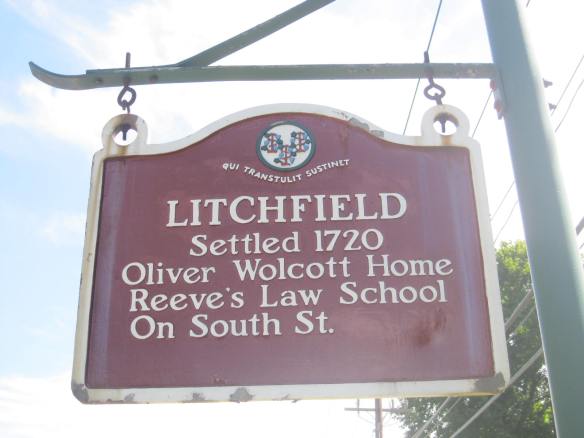 QUI TRANSTULIT SUSTINET
LITCHFIELD
Settled 1720
Oliver Wolcott Home
Reeve's Law School
On South St.